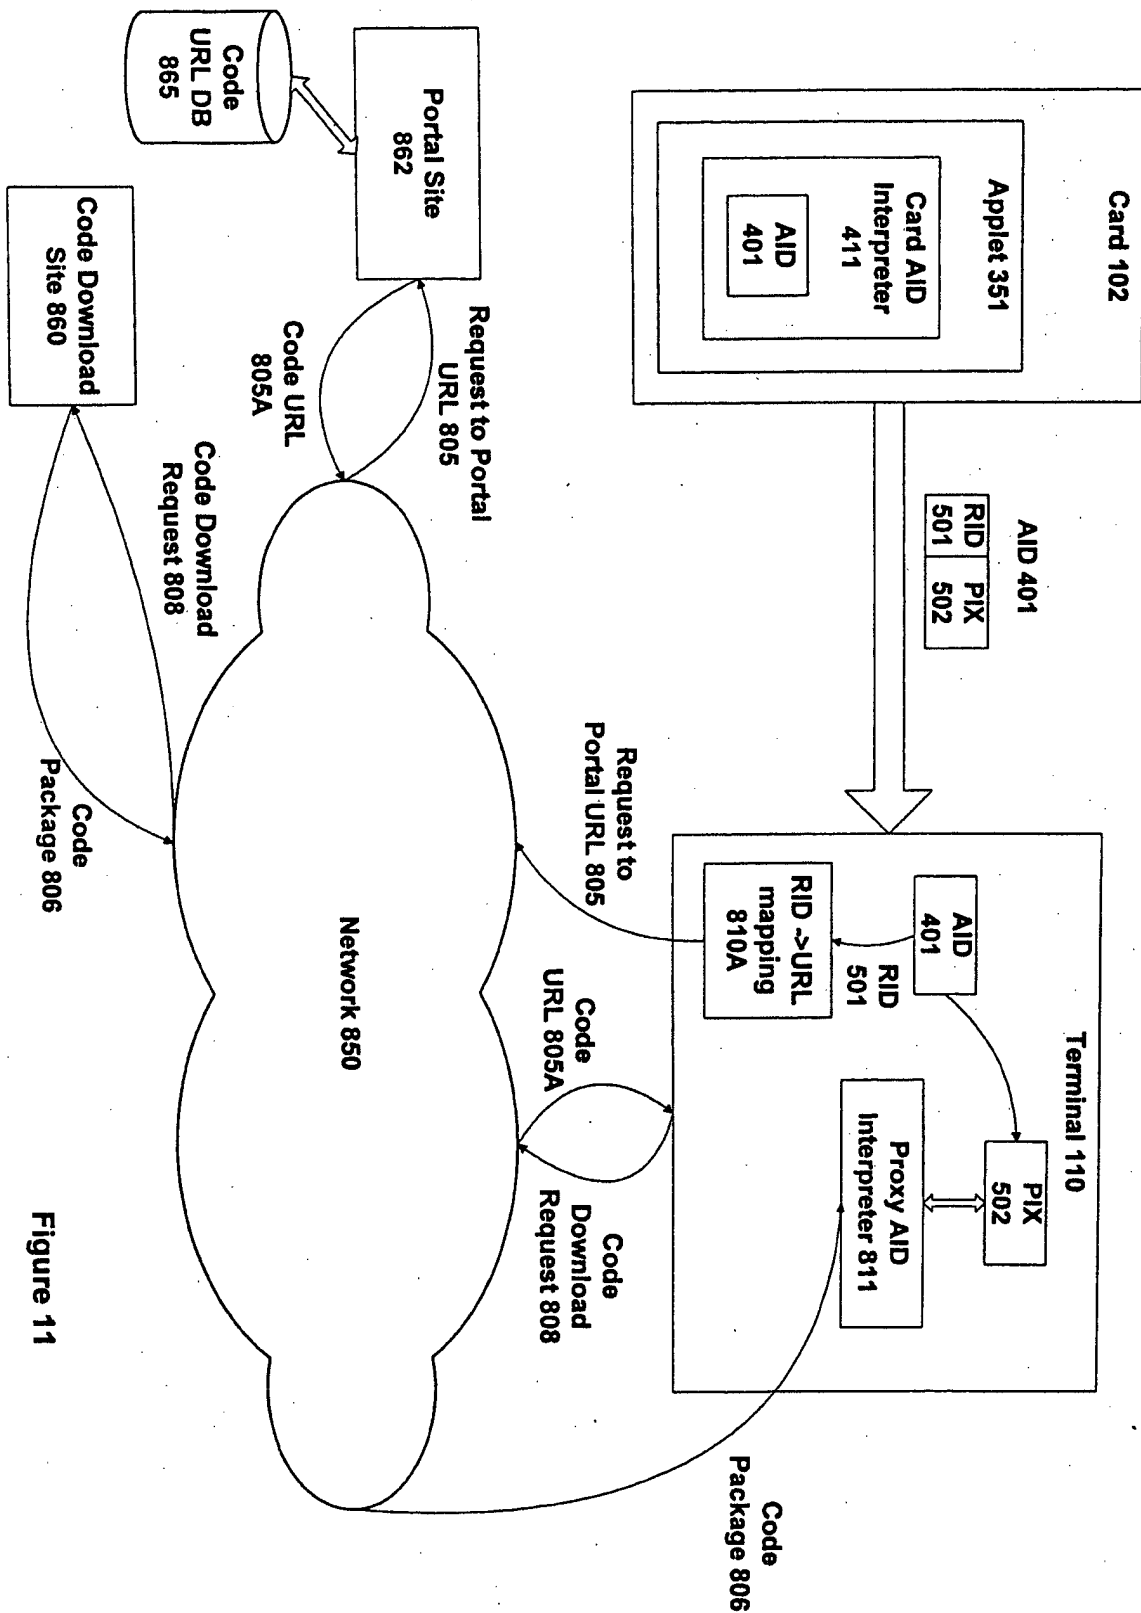 Card 102
Applet 351
Card AID
Interpreter
411
AID
401
AID 401
RID
501
PIX
502
Terminal 110
AID
401
RID
501
RID ->URL
mapping
810A
PIX
502
Proxy AID
Interpreter 811
Request to
Portal URL 805
Code
URL 805A
Code
Download
Request 808
Code
Package 806
Portal Site
862
Code
URL DB
865
Request to Portal
URL 805
Code URL
805A
Code Download
Site 860
Code Download
Request 808
Code
Package 806
Network 850
Figure 11